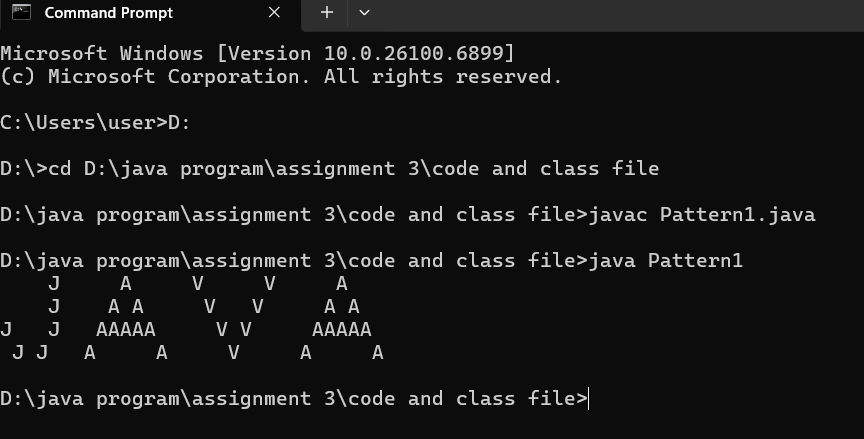 Command Prompt
Microsoft Windows [Version 10.0.26100.6899]
(c) Microsoft Corporation. All rights reserved.
C:\Users\user>D:
D:\>cd D:\java program\assignment 3\code and class file
D:\java program\assignment 3\code and class file>javac Pattern1.java
D:\java program\assignment 3\code and class file>java Pattern1
    J     A     V     V     A
    J    A A     V   V     A A
J   J   AAAAA     V V     AAAAA
 J J   A     A     V     A     A
D:\java program\assignment 3\code and class file>